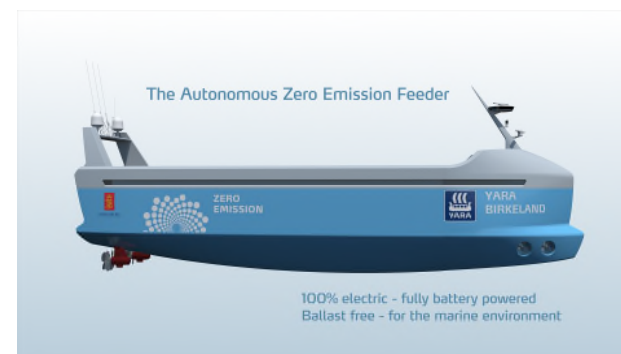 The Autonomous Zero Emission Feeder
ZERO
EMISSION
YARA
YARA
BIRKELAND
100% electric - fully battery powered
Ballast free - for the marine environment